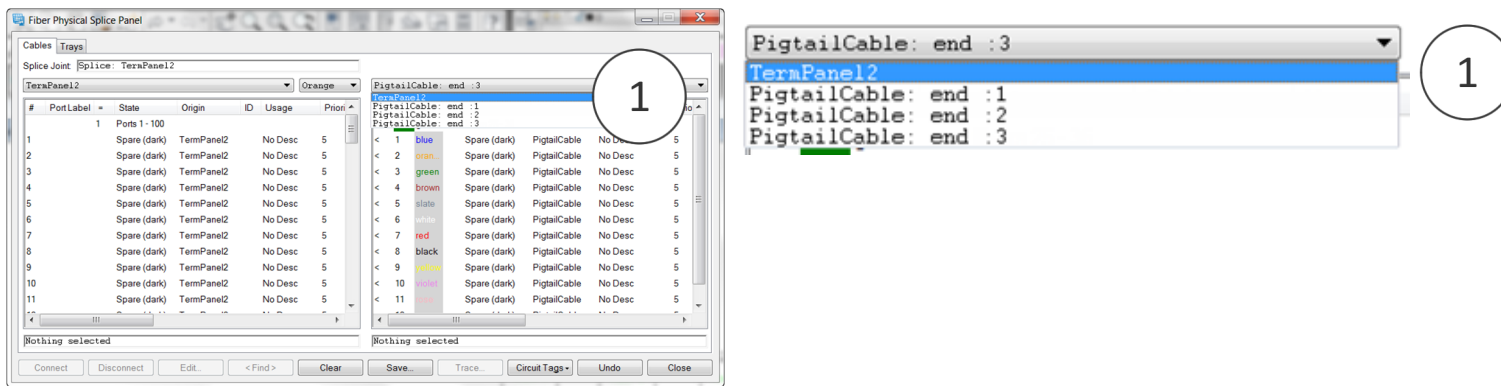 Fiber Physical Splice Panel
Cables Trays
Splice Joint: Splice: TermPanel2
TermPanel2 Orange
# Port Label = State Origin ID Usage Priori
1 Ports 1 - 100
1 Spare (dark) TermPanel2 No Desc 5
2 Spare (dark) TermPanel2 No Desc 5
3 Spare (dark) TermPanel2 No Desc 5
4 Spare (dark) TermPanel2 No Desc 5
5 Spare (dark) TermPanel2 No Desc 5
6 Spare (dark) TermPanel2 No Desc 5
7 Spare (dark) TermPanel2 No Desc 5
8 Spare (dark) TermPanel2 No Desc 5
9 Spare (dark) TermPanel2 No Desc 5
10 Spare (dark) TermPanel2 No Desc 5
11 Spare (dark) TermPanel2 No Desc 5
Nothing selected
PigtailCable: end :3
TermPanel2
PigtailCable: end :1
PigtailCable: end :2
PigtailCable: end :3
1
< 1 blue Spare (dark) PigtailCable No 5
< 2 oran.. Spare (dark) PigtailCable No Desc 5
< 3 green Spare (dark) PigtailCable No Desc 5
< 4 brown Spare (dark) PigtailCable No Desc 5
< 5 slate Spare (dark) PigtailCable No Desc 5
< 6 white Spare (dark) PigtailCable No Desc 5
< 7 red Spare (dark) PigtailCable No Desc 5
< 8 black Spare (dark) PigtailCable No Desc 5
< 9 Spare (dark) PigtailCable No Desc 5
< 10 violet Spare (dark) PigtailCable No Desc 5
< 11 Spare (dark) PigtailCable No Desc 5
Nothing selected
Connect Disconnect Edit... < Find > Clear Save... Trace... Circuit Tags Undo Close
PigtailCable: end :3
TermPanel2
PigtailCable: end :1
PigtailCable: end :2
PigtailCable: end :3
1